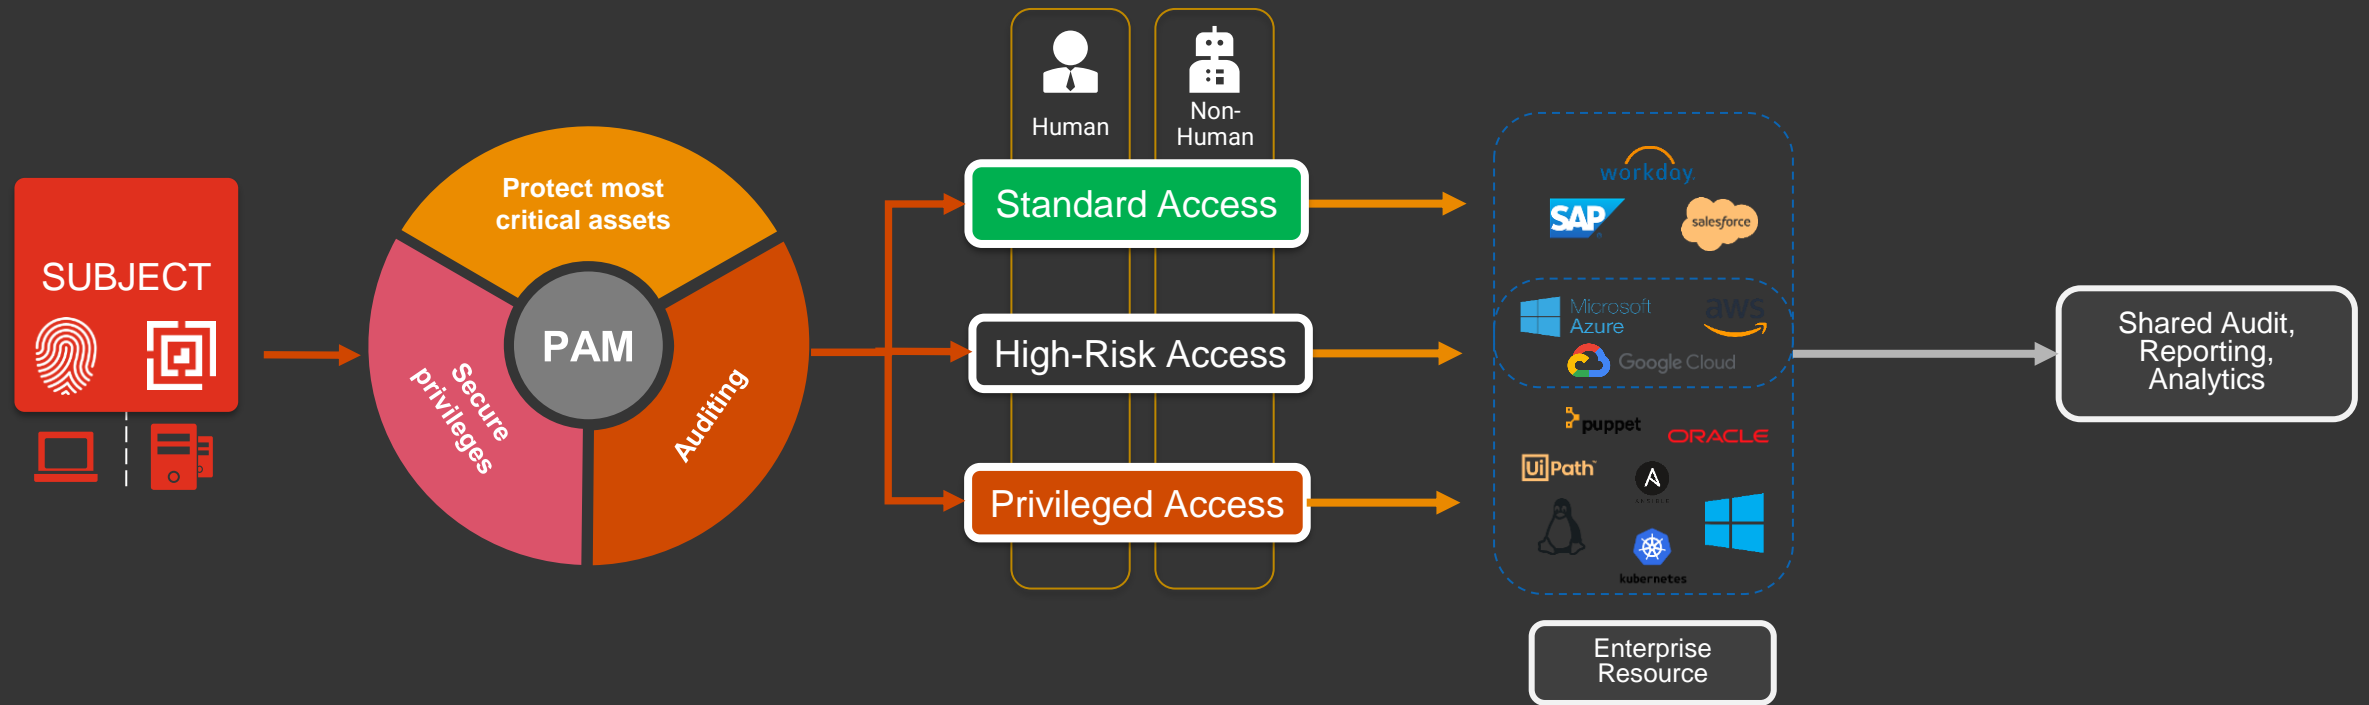 SUBJECT
Protect most
critical assets
PAM
Secure
privileges
Auditing
Human
Non-
Human
Standard Access
High-Risk Access
Privileged Access
workday.
SAP
salesforce
Microsoft
Azure
aws
Google Cloud
puppet
ORACLE
UiPath
A
ANSIBLE
kubernetes
Enterprise
Resource
Shared Audit,
Reporting,
Analytics